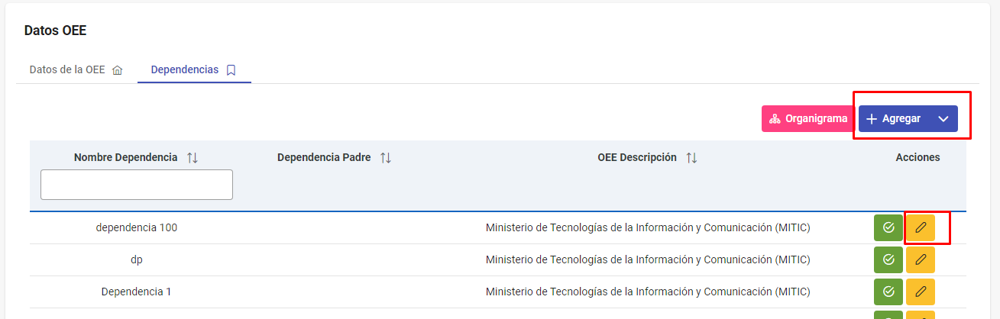 Datos OEE
Datos de la OEE Dependencias
Organigrama Agregar
Nombre Dependencia Dependencia Padre OEE Descripción Acciones
dependencia 100 Ministerio de Tecnologías de la Información y Comunicación (MITIC)
dp Ministerio de Tecnologías de la Información y Comunicación (MITIC)
Dependencia 1 Ministerio de Tecnologías de la Información y Comunicación (MITIC)